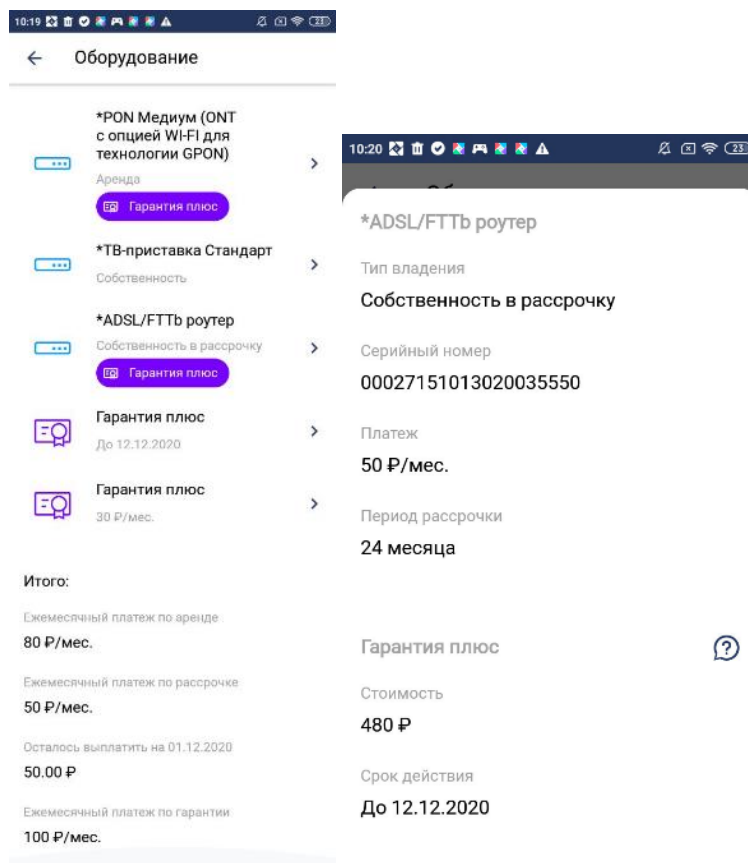 10:19
23
Оборудование
*PON Медиум (ONT
с опцией WI-FI для
технологии GPON)
Аренда
Гарантия плюс
*ТВ-приставка Стандарт
Собственность
*ADSL/FTTb роутер
Собственность в рассрочку
Гарантия плюс
Гарантия плюс
До 12.12.2020
Гарантия плюс
30 ₽/мес.
Итого:
Ежемесячный платеж по аренде
80 ₽/мес.
Ежемесячный платеж по рассрочке
50 ₽/мес.
Осталось выплатить на 01.12.2020
50.00 ₽
Ежемесячный платеж по гарантии
100 ₽/мес.
10:20
23
*ADSL/FTTb роутер
Тип владения
Собственность в рассрочку
Серийный номер
00027151013020035550
Платеж
50 ₽/мес.
Период рассрочки
24 месяца
Гарантия плюс
Стоимость
480 ₽
Срок действия
До 12.12.2020